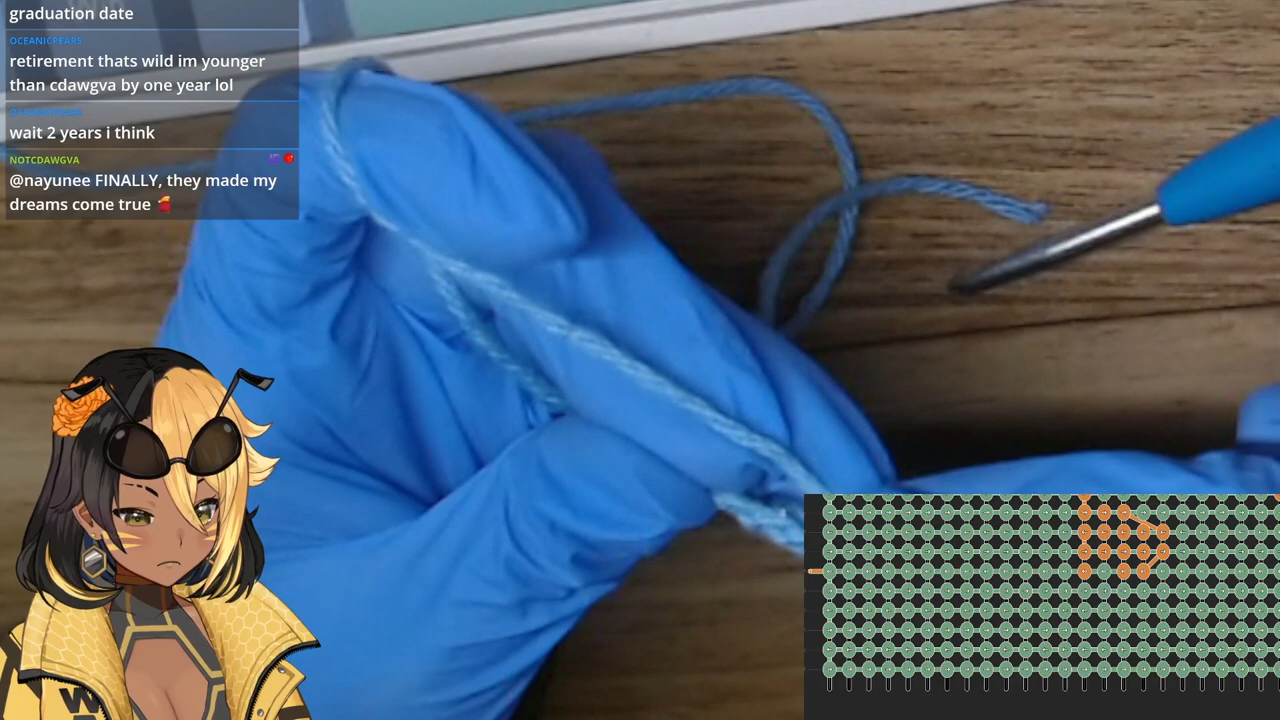 graduation date
OCEANICPEARS
retirement thats wild im younger
than cdawgva by one year lol
wait 2 years i think
NOTCDAWGVA
@nayunee FINALLY, they made my
dreams come true
W